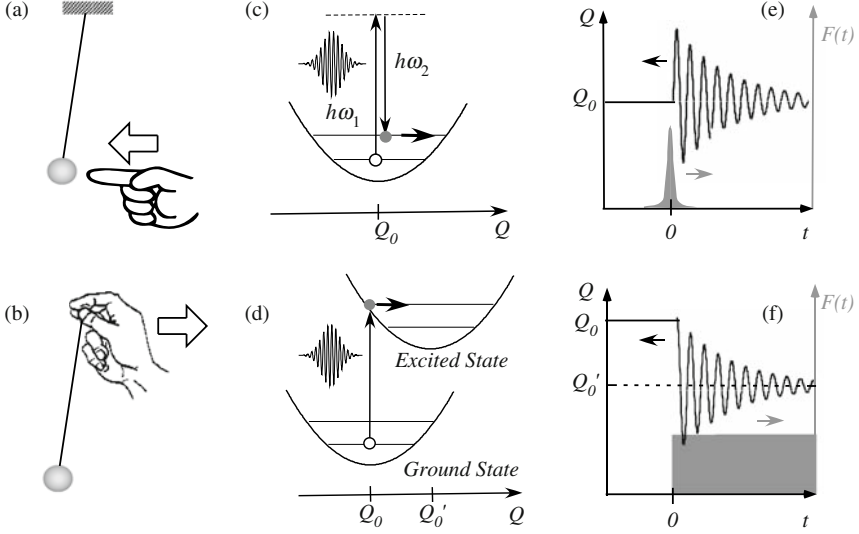 (a)
(c)
hω₁
hω₂
Q₀
Q
(e)
Q
F(t)
Q₀
0
t
(b)
(d)
Excited State
Ground State
Q₀
Q₀'
Q
(f)
Q
F(t)
Q₀
Q₀'
0
t